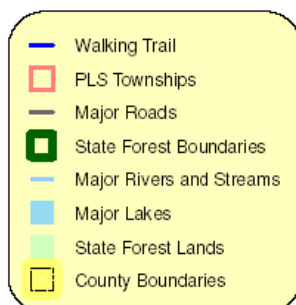 Walking Trail
PLS Townships
Major Roads
State Forest Boundaries
Major Rivers and Streams
Major Lakes
State Forest Lands
County Boundaries